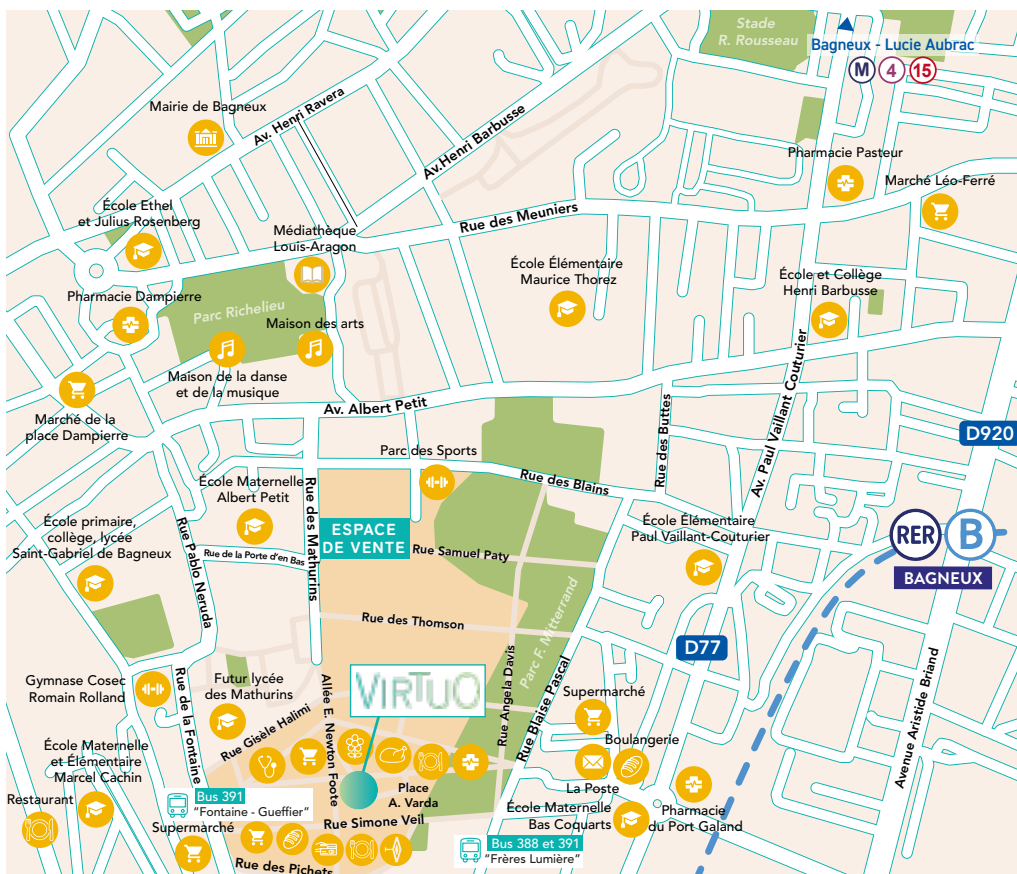 Stade
R. Rousseau
Bagneux - Lucie Aubrac
M 4 15
Mairie de Bagneux
Av. Henri Ravera
Av.Henri Barbusse
Pharmacie Pasteur
Marché Léo-Ferré
École Ethel
et Julius Rosenberg
Médiathèque
Louis-Aragon
Rue des Meuniers
École Élémentaire
Maurice Thorez
École et Collège
Henri Barbusse
Pharmacie Dampierre
Parc Richelieu
Maison des arts
Maison de la danse
et de la musique
Av. Paul Vaillant Couturier
Marché de la
place Dampierre
Av. Albert Petit
Rue des Buttes
D920
Parc des Sports
Rue des Blains
École Maternelle
Albert Petit
Rue des Mathurins
École primaire,
collège, lycée
Saint-Gabriel de Bagneux
Rue Pablo Neruda
Rue de la Porte d'en Bas
ESPACE
DE VENTE
Rue Samuel Paty
École Élémentaire
Paul Vaillant-Couturier
RER B
BAGNEUX
Rue des Thomson
Parc F. Mitterrand
D77
Gymnase Cosec
Romain Rolland
Rue de la Fontaine
Futur lycée
des Mathurins
Rue Gisèle Halimi
Allée E. Newton Foote
VIRTUO
Rue Angela Davis
Rue Blaise Pascal
Supermarché
Boulangerie
Avenue Aristide Briand
École Maternelle
et Élémentaire
Marcel Cachin
Restaurant
Bus 391
"Fontaine - Gueffier"
Place
A. Varda
La Poste
Rue Simone Veil
École Maternelle
Bas Coquarts
Pharmacie
du Port Galand
Supermarché
Rue des Pichets
Bus 388 et 391
"Frères Lumière"